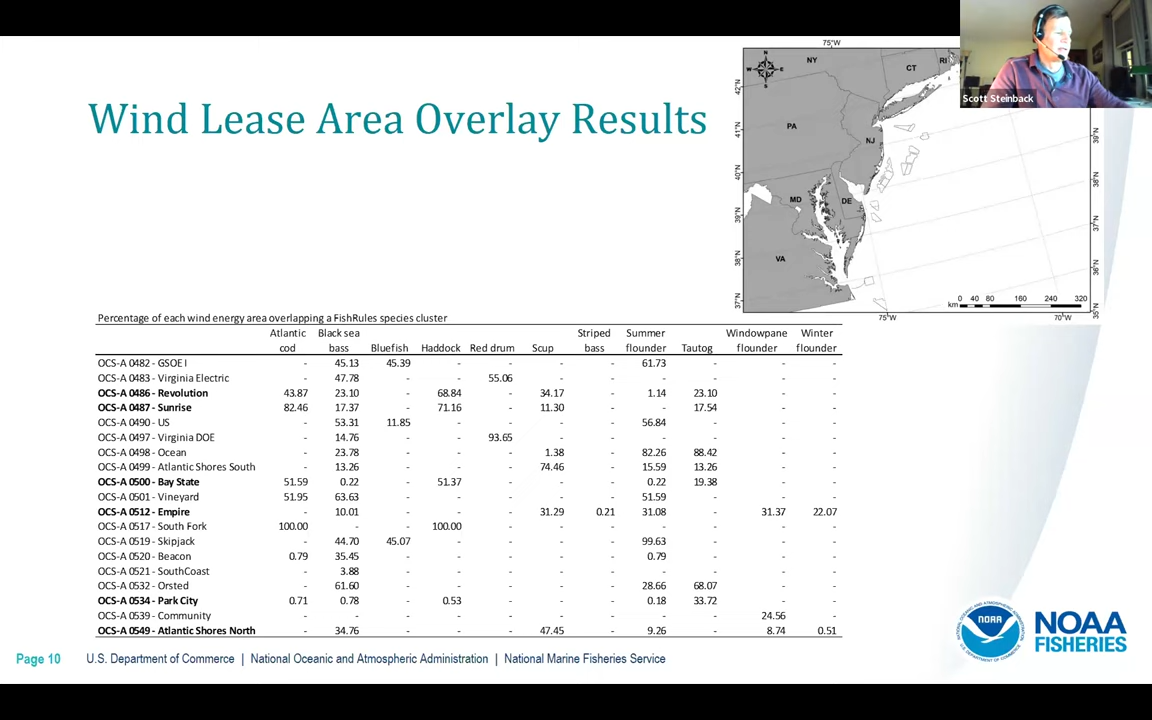 Wind Lease Area Overlay Results
75°W
NY
CT
RI
PA
NJ
MD
DE
VA
N
W E
S
42°N
41°N
40°N
39°N
38°N
37°N
39°N
38°N
37°N
36°N
35°N
km 0 40 80 160 240 320
75°W 70°W
Scott Steinback
Percentage of each wind energy area overlapping a FishRules species cluster
Atlantic Black sea Striped Summer Windowpane Winter
cod bass Bluefish Haddock Red drum Scup bass flounder Tautog flounder flounder
OCS-A 0482 - GSOE I - 45.13 45.39 - - - - 61.73 - - -
OCS-A 0483 - Virginia Electric - 47.78 - - 55.06 - - - - - -
OCS-A 0486 - Revolution 43.87 23.10 - 68.84 - 34.17 - 1.14 23.10 - -
OCS-A 0487 - Sunrise 82.46 17.37 - 71.16 - 11.30 - - 17.54 - -
OCS-A 0490 - US - 53.31 11.85 - - - - 56.84 - - -
OCS-A 0497 - Virginia DOE - 14.76 - - 93.65 - - - - - -
OCS-A 0498 - Ocean - 23.78 - - - 1.38 - 82.26 88.42 - -
OCS-A 0499 - Atlantic Shores South - 13.26 - - - 74.46 - 15.59 13.26 - -
OCS-A 0500 - Bay State 51.59 0.22 - 51.37 - - - 0.22 19.38 - -
OCS-A 0501 - Vineyard 51.95 63.63 - - - - - 51.59 - - -
OCS-A 0512 - Empire - 10.01 - - - 31.29 0.21 31.08 - 31.37 22.07
OCS-A 0517 - South Fork 100.00 - - 100.00 - - - - - - -
OCS-A 0519 - Skipjack - 44.70 45.07 - - - - 99.63 - - -
OCS-A 0520 - Beacon 0.79 35.45 - - - - - 0.79 - - -
OCS-A 0521 - SouthCoast - 3.88 - - - - - - - - -
OCS-A 0532 - Orsted - 61.60 - - - - - 28.66 68.07 - -
OCS-A 0534 - Park City 0.71 0.78 - 0.53 - - - 0.18 33.72 - -
OCS-A 0539 - Community - - - - - - - - - 24.56 -
OCS-A 0549 - Atlantic Shores North - 34.76 - - - 47.45 - 9.26 - 8.74 0.51
NOAA
NOAA
FISHERIES
Page 10 U.S. Department of Commerce | National Oceanic and Atmospheric Administration | National Marine Fisheries Service